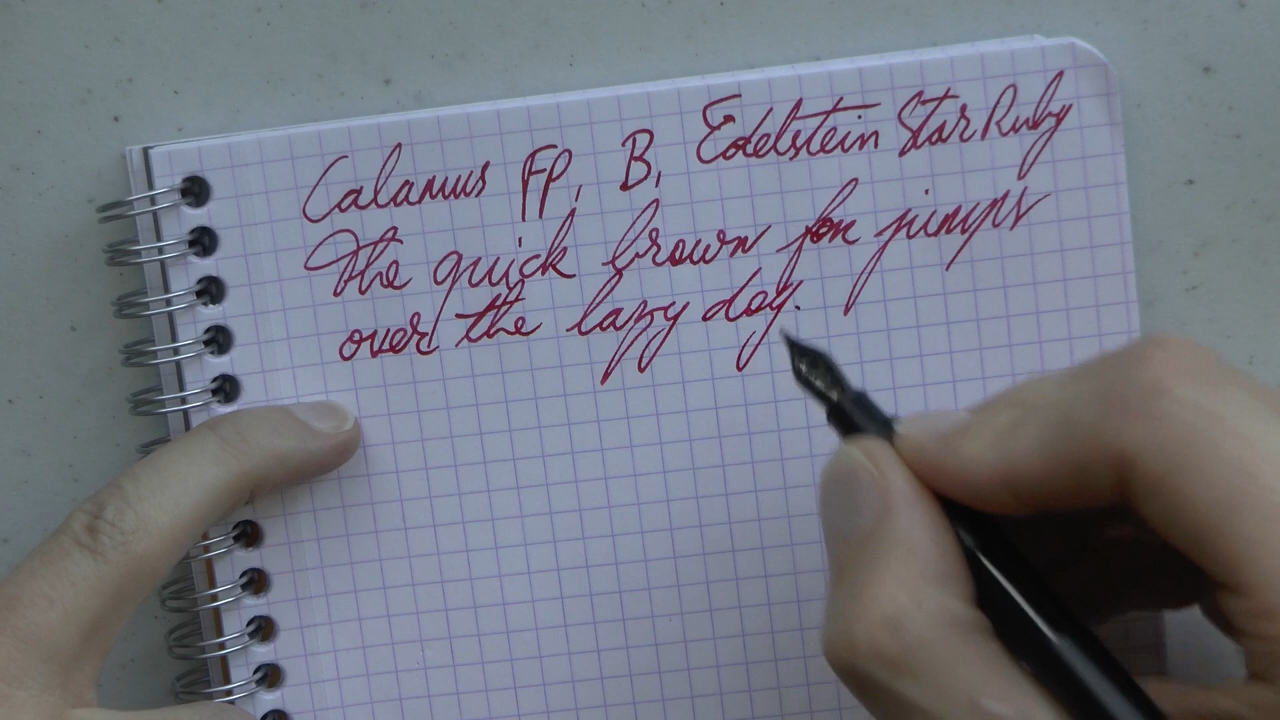 Calamus FP, B, Edelstein Star Ruby
The quick brown fox jumps
over the lazy dog.